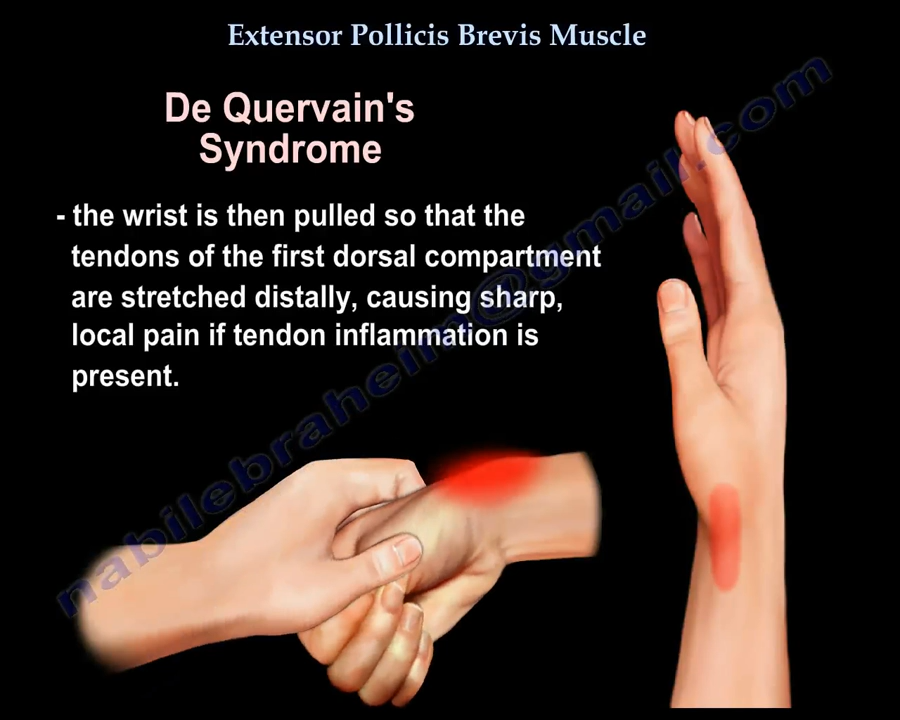 Extensor Pollicis Brevis Muscle
De Quervain's
Syndrome
- the wrist is then pulled so that the
tendons of the first dorsal compartment
are stretched distally, causing sharp,
local pain if tendon inflammation is
present.
nabilebraheim@gmail.com